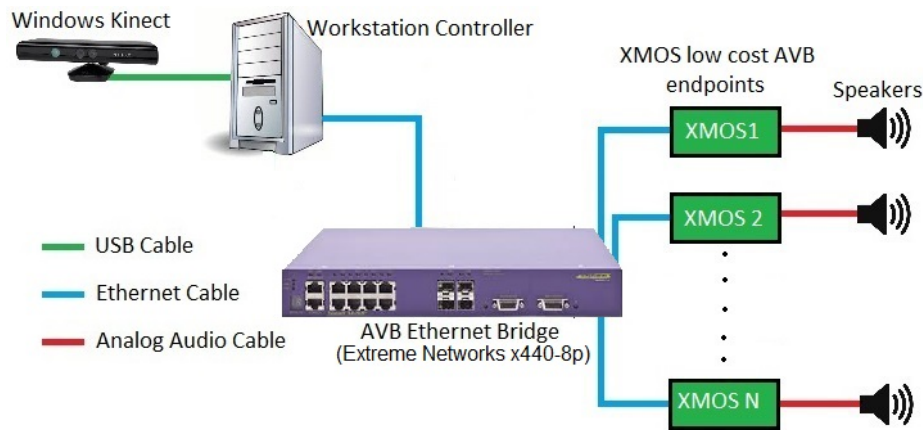 Windows Kinect
Workstation Controller
XMOS low cost AVB
endpoints
Speakers
XMOS1
XMOS 2
USB Cable
Ethernet Cable
Analog Audio Cable
AVB Ethernet Bridge
(Extreme Networks x440-8p)
XMOS N